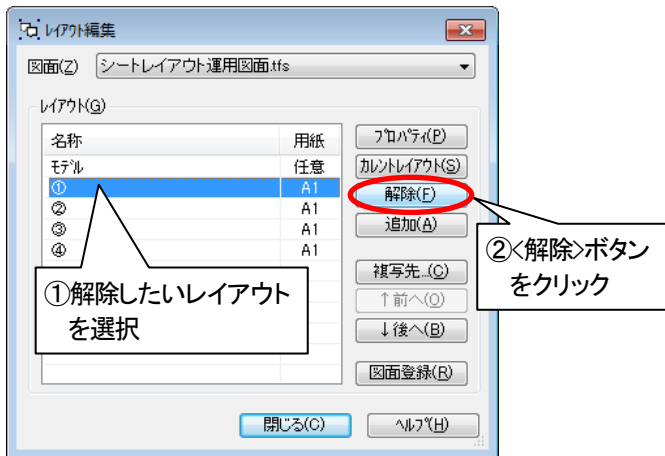 レイアウト編集
図面(Z) シートレイアウト運用図面.tfs
レイアウト(G)
名称 用紙
モデル 任意
① A1
② A1
③ A1
④ A1
プロパティ(P)
カレントレイアウト(S)
解除(F)
追加(A)
複写先...(C)
↑前へ(O)
↓後へ(B)
図面登録(R)
①解除したいレイアウト
を選択
②<解除>ボタン
をクリック
閉じる(C) ヘルプ(H)